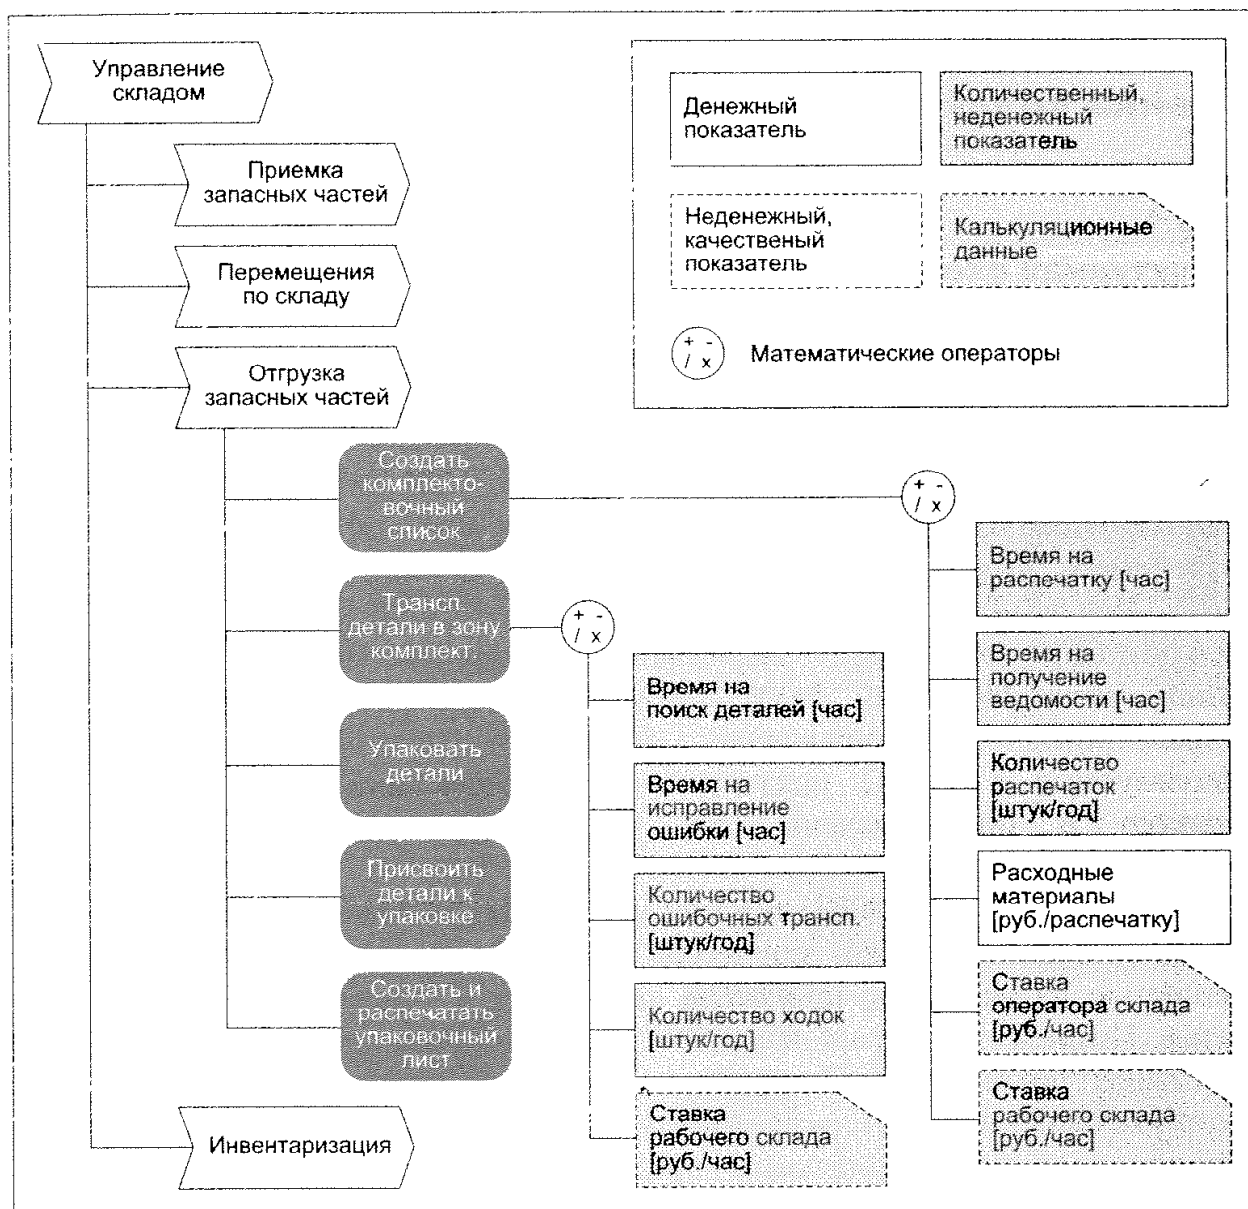 Управление
складом
Приемка
запасных частей
Перемещения
по складу
Отгрузка
запасных частей
Создать
комплекто-
вочный
список
Трансп.
детали в зону
комплект.
Упаковать
детали
Присвоить
детали к
упаковке
Создать и
распечатать
упаковочный
лист
Инвентаризация
Денежный
показатель
Количественный,
неденежный
показатель
Неденежный,
качественый
показатель
Калькуляционные
данные
+ -
/ x
Математические операторы
+ -
/ x
Время на
поиск деталей [час]
Время на
исправление
ошибки [час]
Количество
ошибочных трансп.
[штук/год]
Количество ходок
[штук/год]
Ставка
рабочего склада
[руб./час]
+ -
/ x
Время на
распечатку [час]
Время на
получение
ведомости [час]
Количество
распечаток
[штук/год]
Расходные
материалы
[руб./распечатку]
Ставка
оператора склада
[руб./час]
Ставка
рабочего склада
[руб./час]